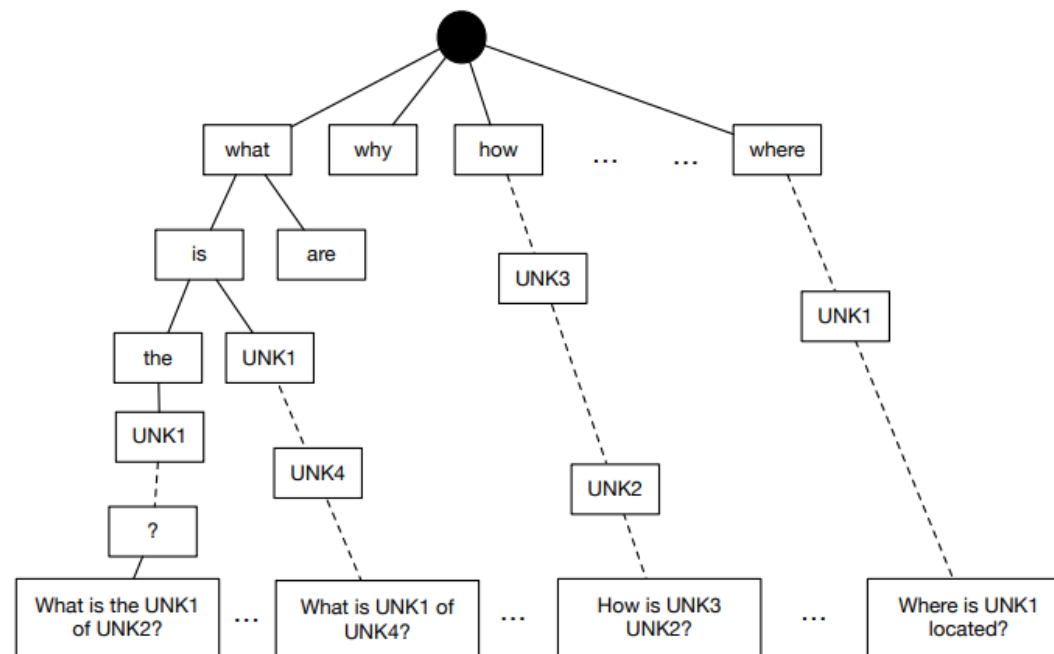 what
why
how
...
...
where
is
are
UNK3
UNK1
the
UNK1
UNK1
UNK4
UNK2
?
What is the UNK1
of UNK2?
...
What is UNK1 of
UNK4?
...
How is UNK3
UNK2?
...
Where is UNK1
located?